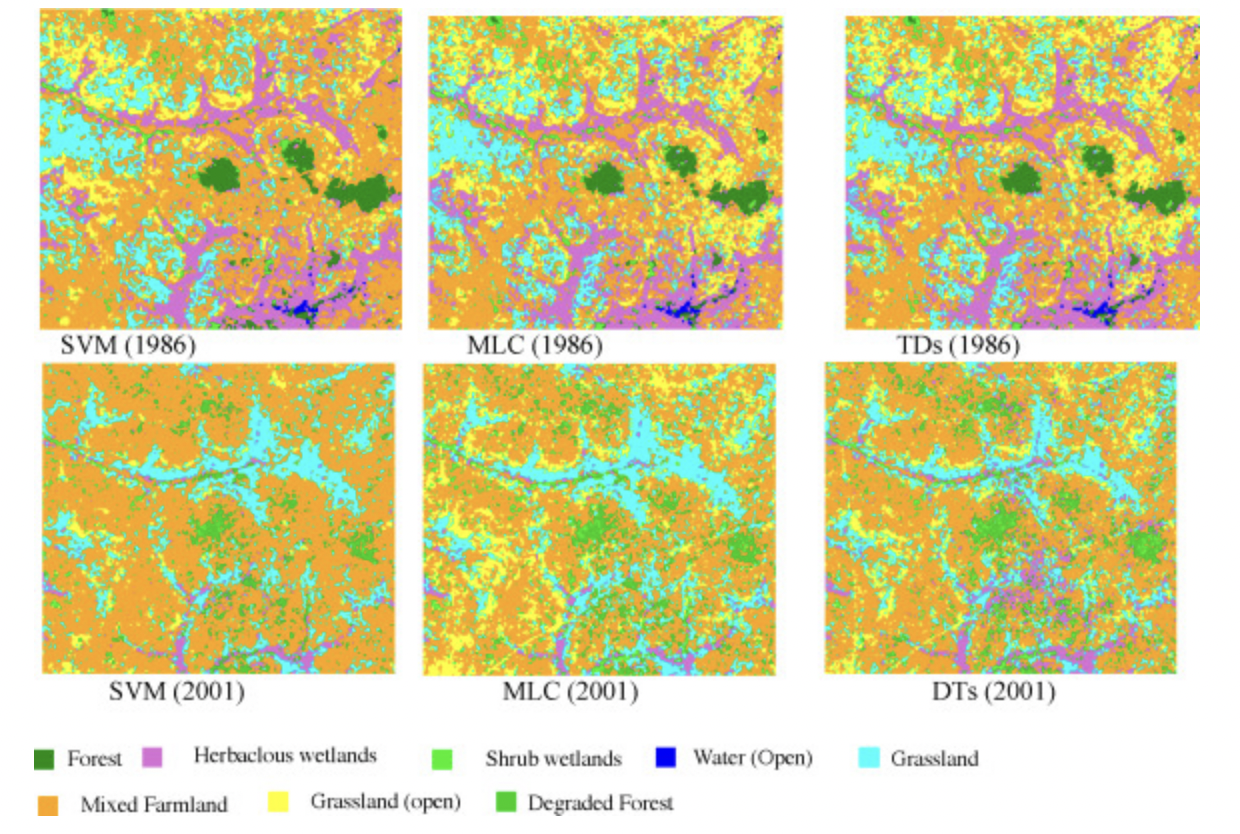 SVM (1986)
MLC (1986)
TDs (1986)
SVM (2001)
MLC (2001)
DTs (2001)
Forest
Herbaclous wetlands
Shrub wetlands
Water (Open)
Grassland
Mixed Farmland
Grassland (open)
Degraded Forest